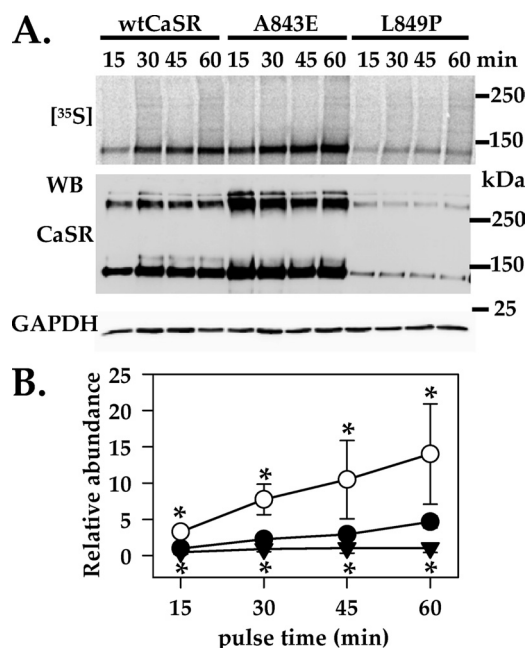 A.
wtCaSR A843E L849P
15 30 45 60 15 30 45 60 15 30 45 60 min
[³⁵S]
250
150
WB
kDa
CaSR
250
150
25
GAPDH
B.
Relative abundance
25
20
15
10
5
0
* * * *
* * * *
15 30 45 60
pulse time (min)